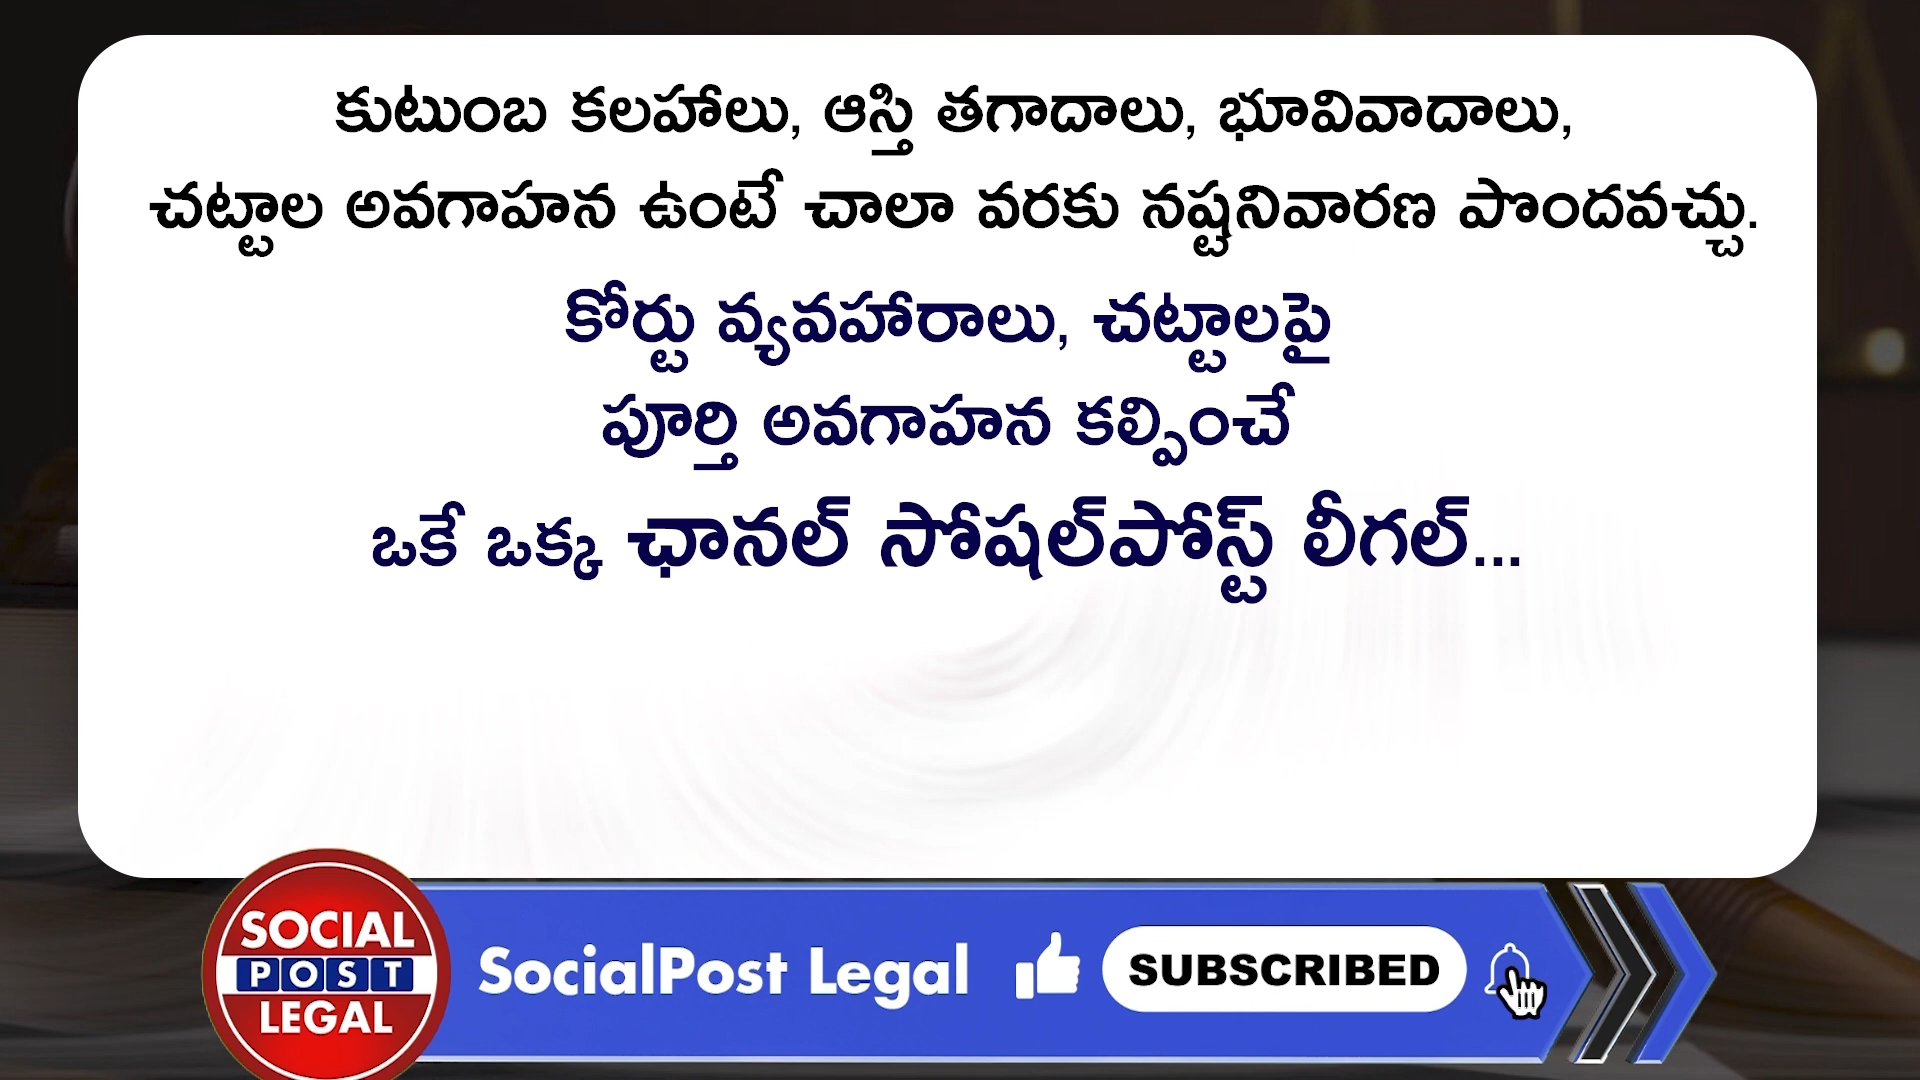 కుటుంబ కలహాలు, ఆస్తి తగాదాలు, భూవివాదాలు,
చట్టాల అవగాహన ఉంటే చాలా వరకు నష్టనివారణ పొందవచ్చు.
కోర్టు వ్యవహారాలు, చట్టాలపై
పూర్తి అవగాహన కల్పించే
ఒకే ఒక్క ఛానల్ సోషల్‌పోస్ట్ లీగల్...
SOCIAL
POST
LEGAL
SocialPost Legal
SUBSCRIBED